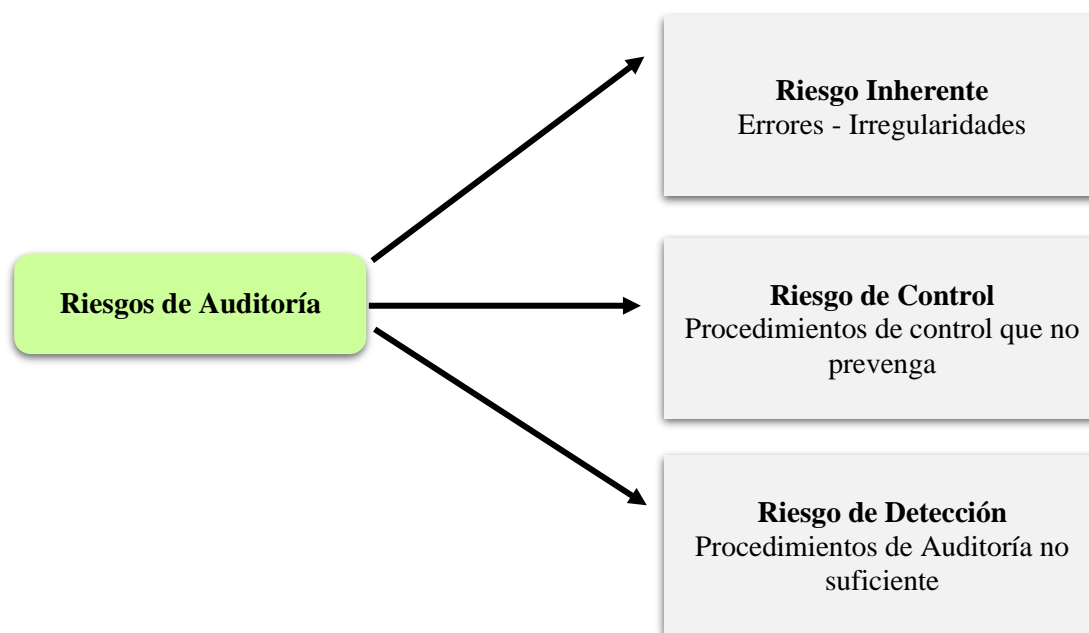 Riesgo Inherente
Errores - Irregularidades
Riesgos de Auditoría
Riesgo de Control
Procedimientos de control que no
prevenga
Riesgo de Detección
Procedimientos de Auditoría no
suficiente